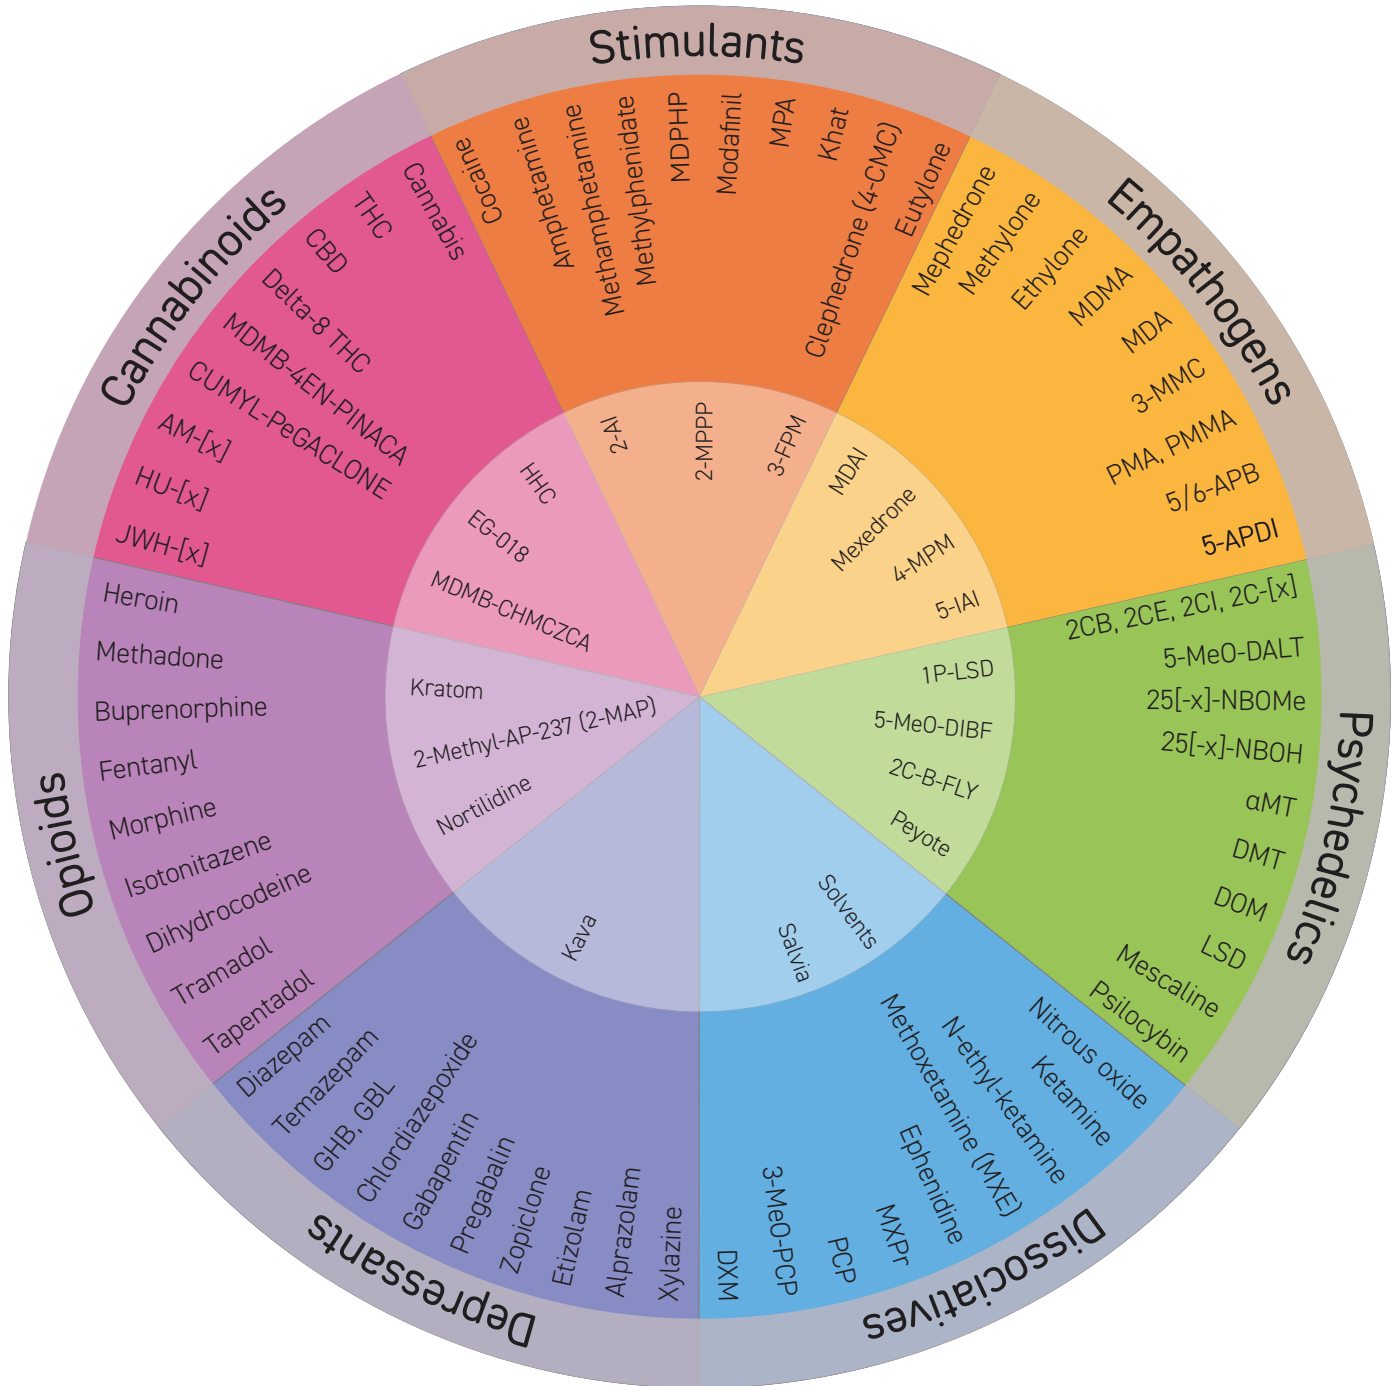 Stimulants
Cocaine
Amphetamine
Methamphetamine
Methylphenidate
MDPHP
Modafinil
MPA
Khat
Clephedrone (4-CMC)
Eutylone
2-AI
2-MPPP
3-FPM
Empathogens
Mephedrone
Methylone
Ethylone
MDMA
MDA
3-MMC
PMA, PMMA
5/6-APB
5-APDI
MDAI
Mexedrone
4-MPM
5-IAI
Psychedelics
2CB, 2CE, 2CI, 2C-[x]
5-MeO-DALT
25[-x]-NBOMe
25[-x]-NBOH
αMT
DMT
DOM
LSD
Mescaline
Psilocybin
1P-LSD
5-MeO-DIBF
2C-B-FLY
Peyote
Dissociatives
Nitrous oxide
Ketamine
N-ethyl-ketamine
Methoxetamine (MXE)
Ephenidine
MXPr
PCP
3-MeO-PCP
DXM
Solvents
Salvia
Depressants
Xylazine
Alprazolam
Etizolam
Zopiclone
Pregabalin
Gabapentin
Chlordiazepoxide
GHB, GBL
Temazepam
Diazepam
Kava
Opioids
Tapentadol
Tramadol
Dihydrocodeine
Isotonitazene
Morphine
Fentanyl
Buprenorphine
Methadone
Heroin
Nortilidine
2-Methyl-AP-237 (2-MAP)
Kratom
Cannabinoids
JWH-[x]
HU-[x]
AM-[x]
CUMYL-PeGACLONE
MDMB-4EN-PINACA
Delta-8 THC
CBD
THC
Cannabis
MDMB-CHMCZCA
EG-018
HHC